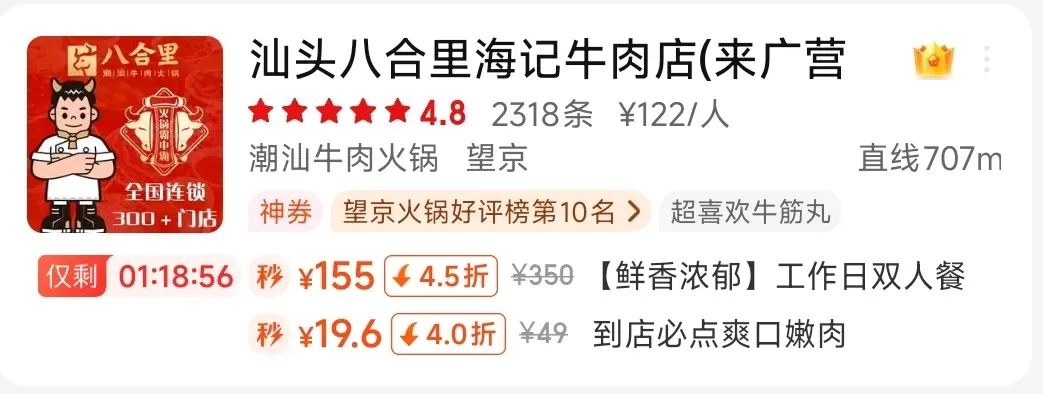 八合里
潮汕牛肉火锅
火锅霸中霸
全国连锁
300+门店
汕头八合里海记牛肉店(来广营
4.8 2318条 ¥122/人
潮汕牛肉火锅 望京 直线707m
神券 望京火锅好评榜第10名 > 超喜欢牛筋丸
仅剩 01:18:56 秒 ¥155 4.5折 ¥350 【鲜香浓郁】工作日双人餐
秒 ¥19.6 4.0折 ¥49 到店必点爽口嫩肉